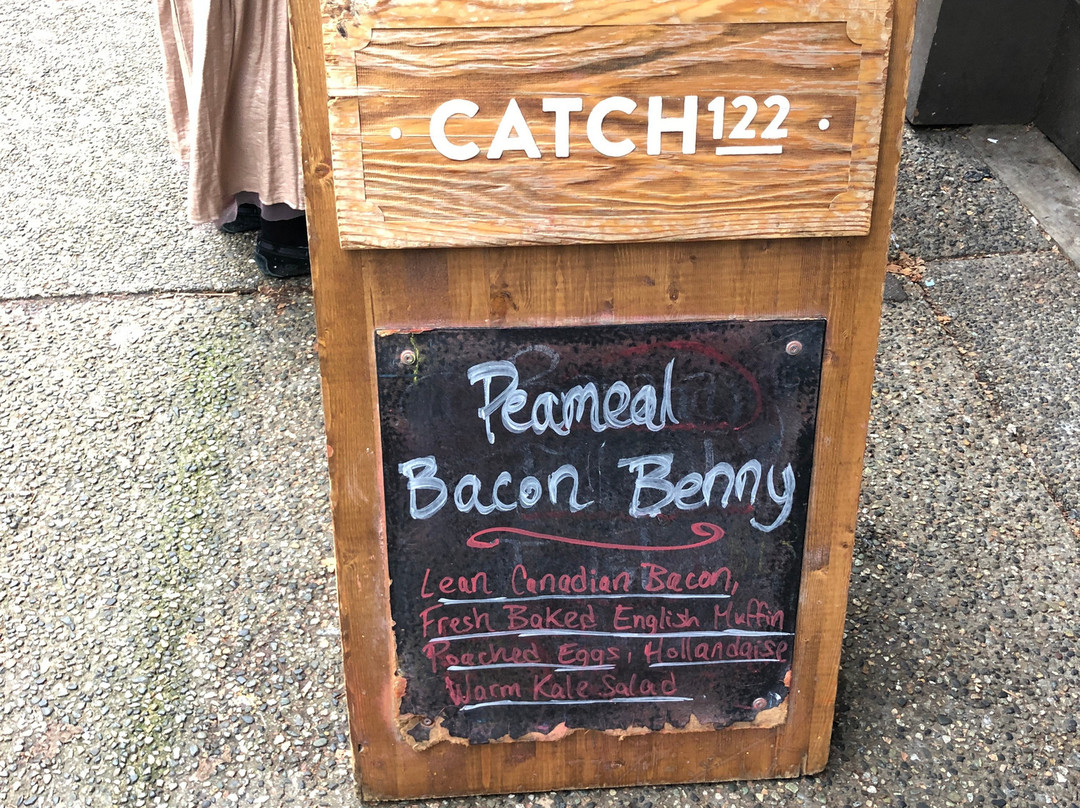 • CATCH122 •
Peameal
Bacon Benny
Lean Canadian Bacon,
Fresh Baked English Muffin
Poached Eggs, Hollandaise
Warm Kale Salad